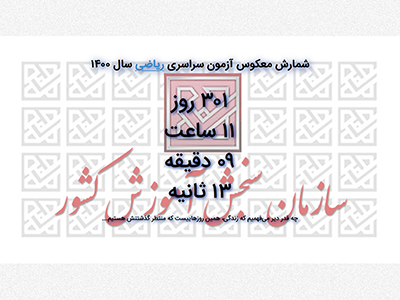 شمارش معکوس آزمون سراسری ریاضی سال ۱۴۰۰
۳۰۱ روز
۱۱ ساعت
۰۹ دقیقه
۱۳ ثانیه
سازمان سنجش آموزش کشور
چه قدر دیر می‌فهمیم که زندگی، همین روزهاییست که منتظر گذشتنش هستیم...